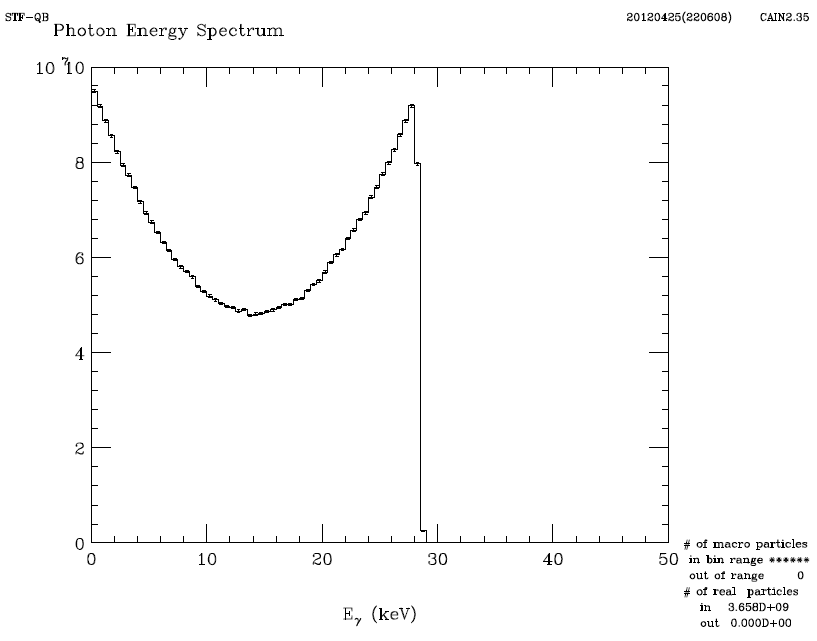 STF-QB
20120425(220608) CAIN2.35
Photon Energy Spectrum
10 7 10
8
6
4
2
0
0 10 20 30 40 50
Eγ (keV)
# of macro particles
in bin range ******
out of range 0
# of real particles
in 3.658D+09
out 0.000D+00